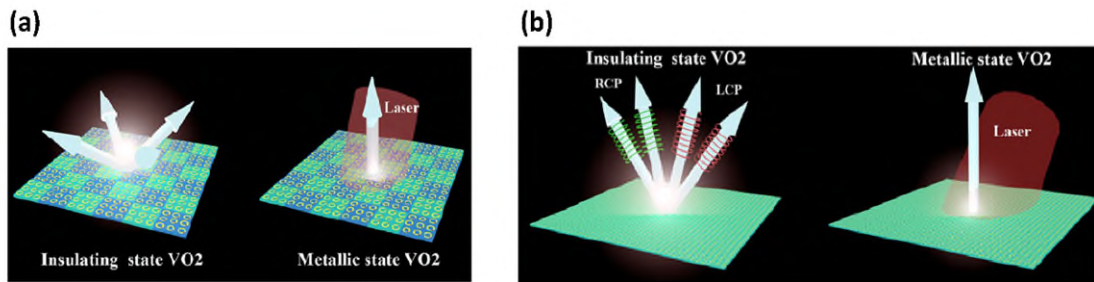 (a)
Laser
Insulating state VO2
Metallic state VO2
(b)
Insulating state VO2
RCP
LCP
Metallic state VO2
Laser